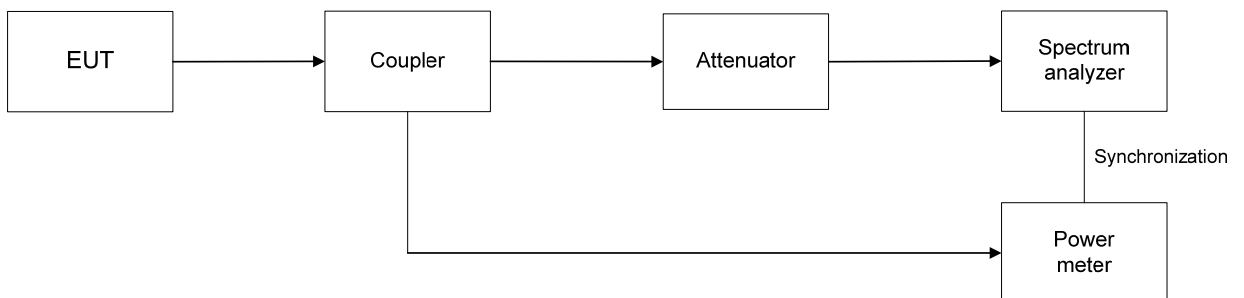 EUT
Coupler
Attenuator
Spectrum
analyzer
Synchronization
Power
meter